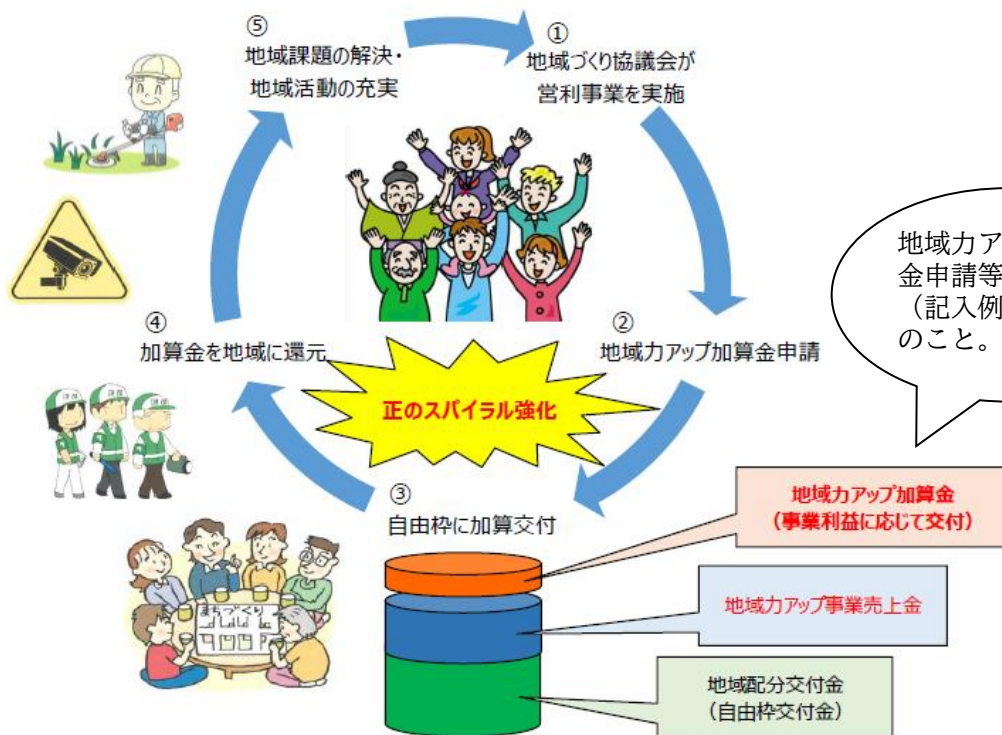 ⑤
地域課題の解決・
地域活動の充実
①
地域づくり協議会が
営利事業を実施
②
地域力アップ加算金申請
地域力ア
金申請等
（記入例
のこと。
④
加算金を地域に還元
正のスパイラル強化
③
自由枠に加算交付
地域力アップ加算金
（事業利益に応じて交付）
地域力アップ事業売上金
地域配分交付金
（自由枠交付金）
まちづくり